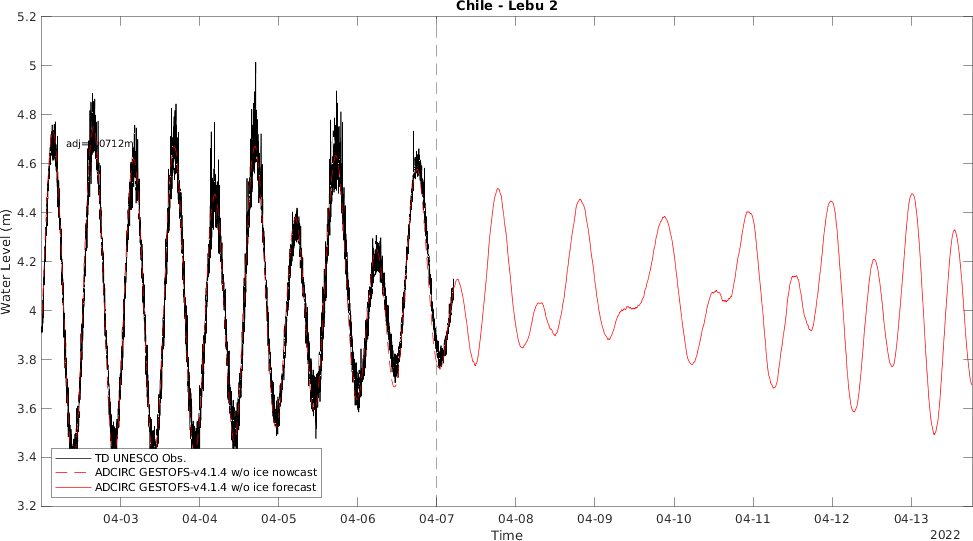 Chile - Lebu 2
5.2
5
4.8
4.6
4.4
4.2
4
3.8
3.6
3.4
3.2
Water Level (m)
adj= 0712m
TD UNESCO Obs.
ADCIRC GESTOFS-v4.1.4 w/o ice nowcast
ADCIRC GESTOFS-v4.1.4 w/o ice forecast
04-03 04-04 04-05 04-06 04-07 04-08 04-09 04-10 04-11 04-12 04-13
Time
2022